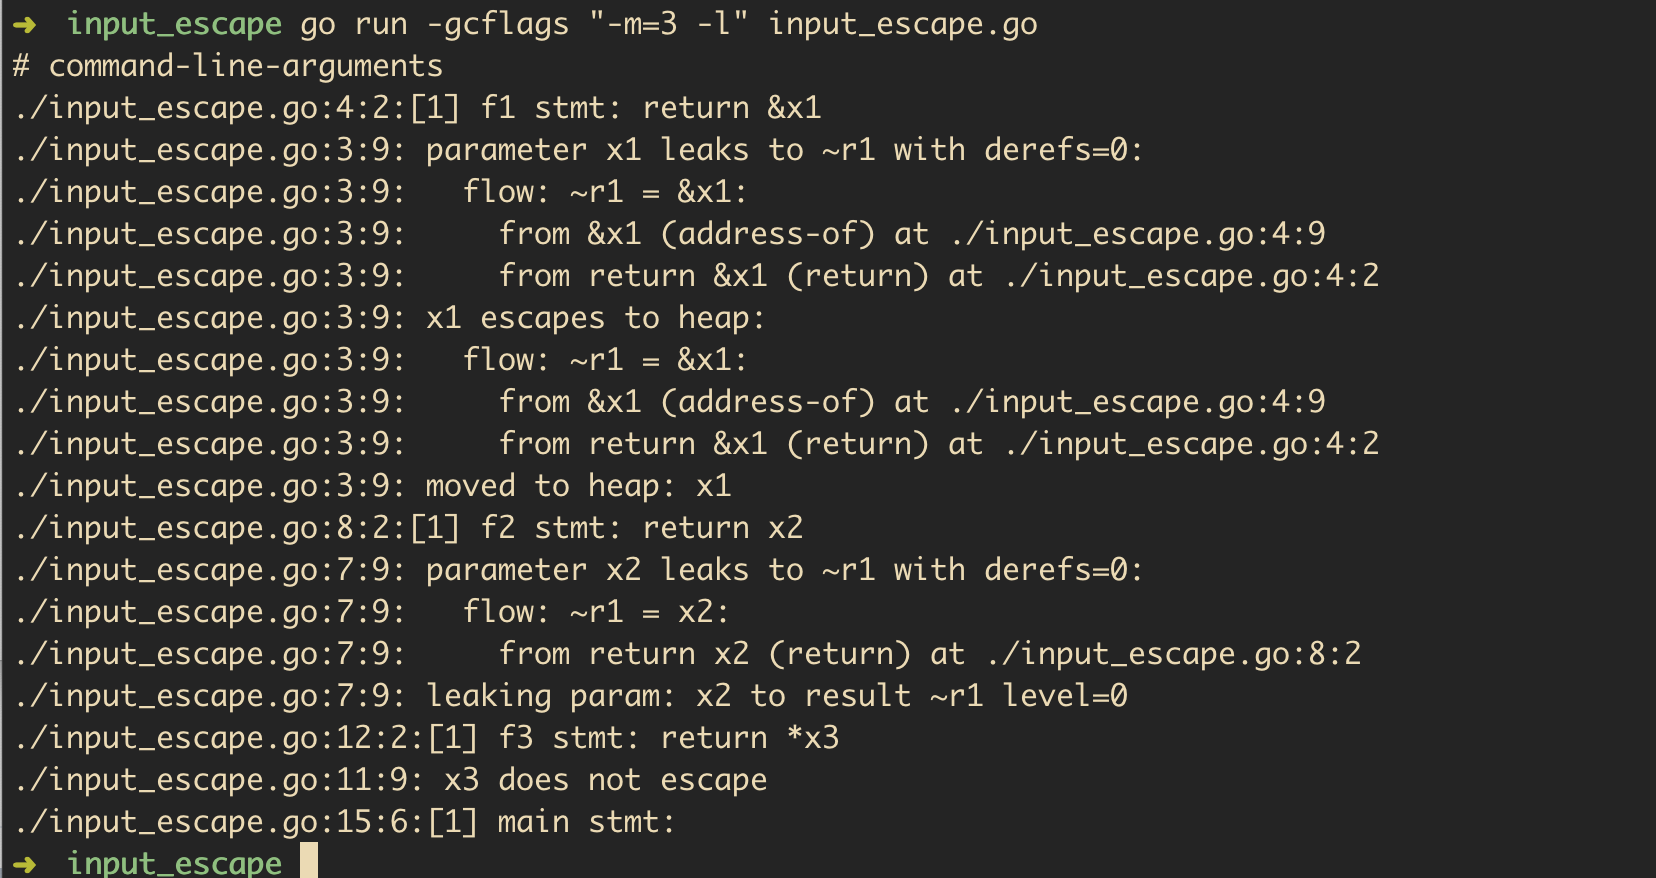 ➜  input_escape go run -gcflags "-m=3 -l" input_escape.go
# command-line-arguments
./input_escape.go:4:2:[1] f1 stmt: return &x1
./input_escape.go:3:9: parameter x1 leaks to ~r1 with derefs=0:
./input_escape.go:3:9:   flow: ~r1 = &x1:
./input_escape.go:3:9:     from &x1 (address-of) at ./input_escape.go:4:9
./input_escape.go:3:9:     from return &x1 (return) at ./input_escape.go:4:2
./input_escape.go:3:9: x1 escapes to heap:
./input_escape.go:3:9:   flow: ~r1 = &x1:
./input_escape.go:3:9:     from &x1 (address-of) at ./input_escape.go:4:9
./input_escape.go:3:9:     from return &x1 (return) at ./input_escape.go:4:2
./input_escape.go:3:9: moved to heap: x1
./input_escape.go:8:2:[1] f2 stmt: return x2
./input_escape.go:7:9: parameter x2 leaks to ~r1 with derefs=0:
./input_escape.go:7:9:   flow: ~r1 = x2:
./input_escape.go:7:9:     from return x2 (return) at ./input_escape.go:8:2
./input_escape.go:7:9: leaking param: x2 to result ~r1 level=0
./input_escape.go:12:2:[1] f3 stmt: return *x3
./input_escape.go:11:9: x3 does not escape
./input_escape.go:15:6:[1] main stmt:
➜  input_escape